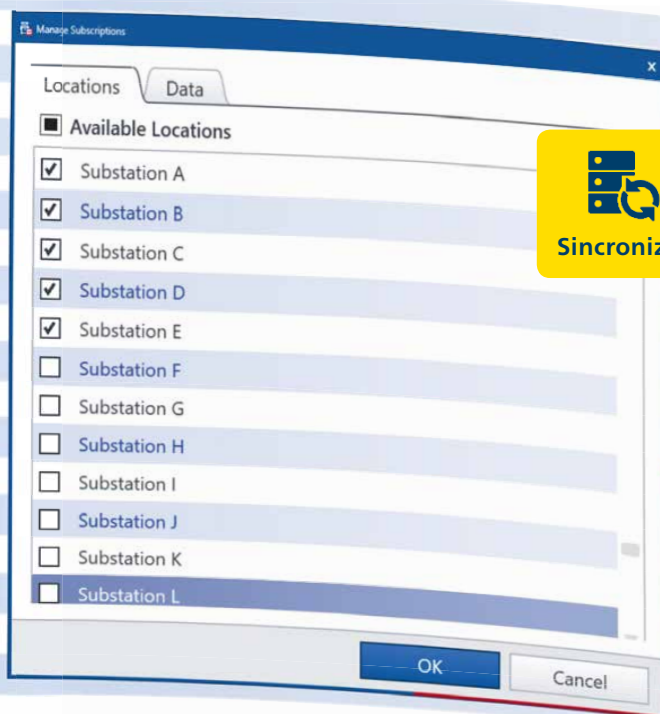 Manage Subscriptions
x
Locations
Data
Available Locations
Substation A
Substation B
Substation C
Substation D
Substation E
Substation F
Substation G
Substation H
Substation I
Substation J
Substation K
Substation L
OK
Cancel